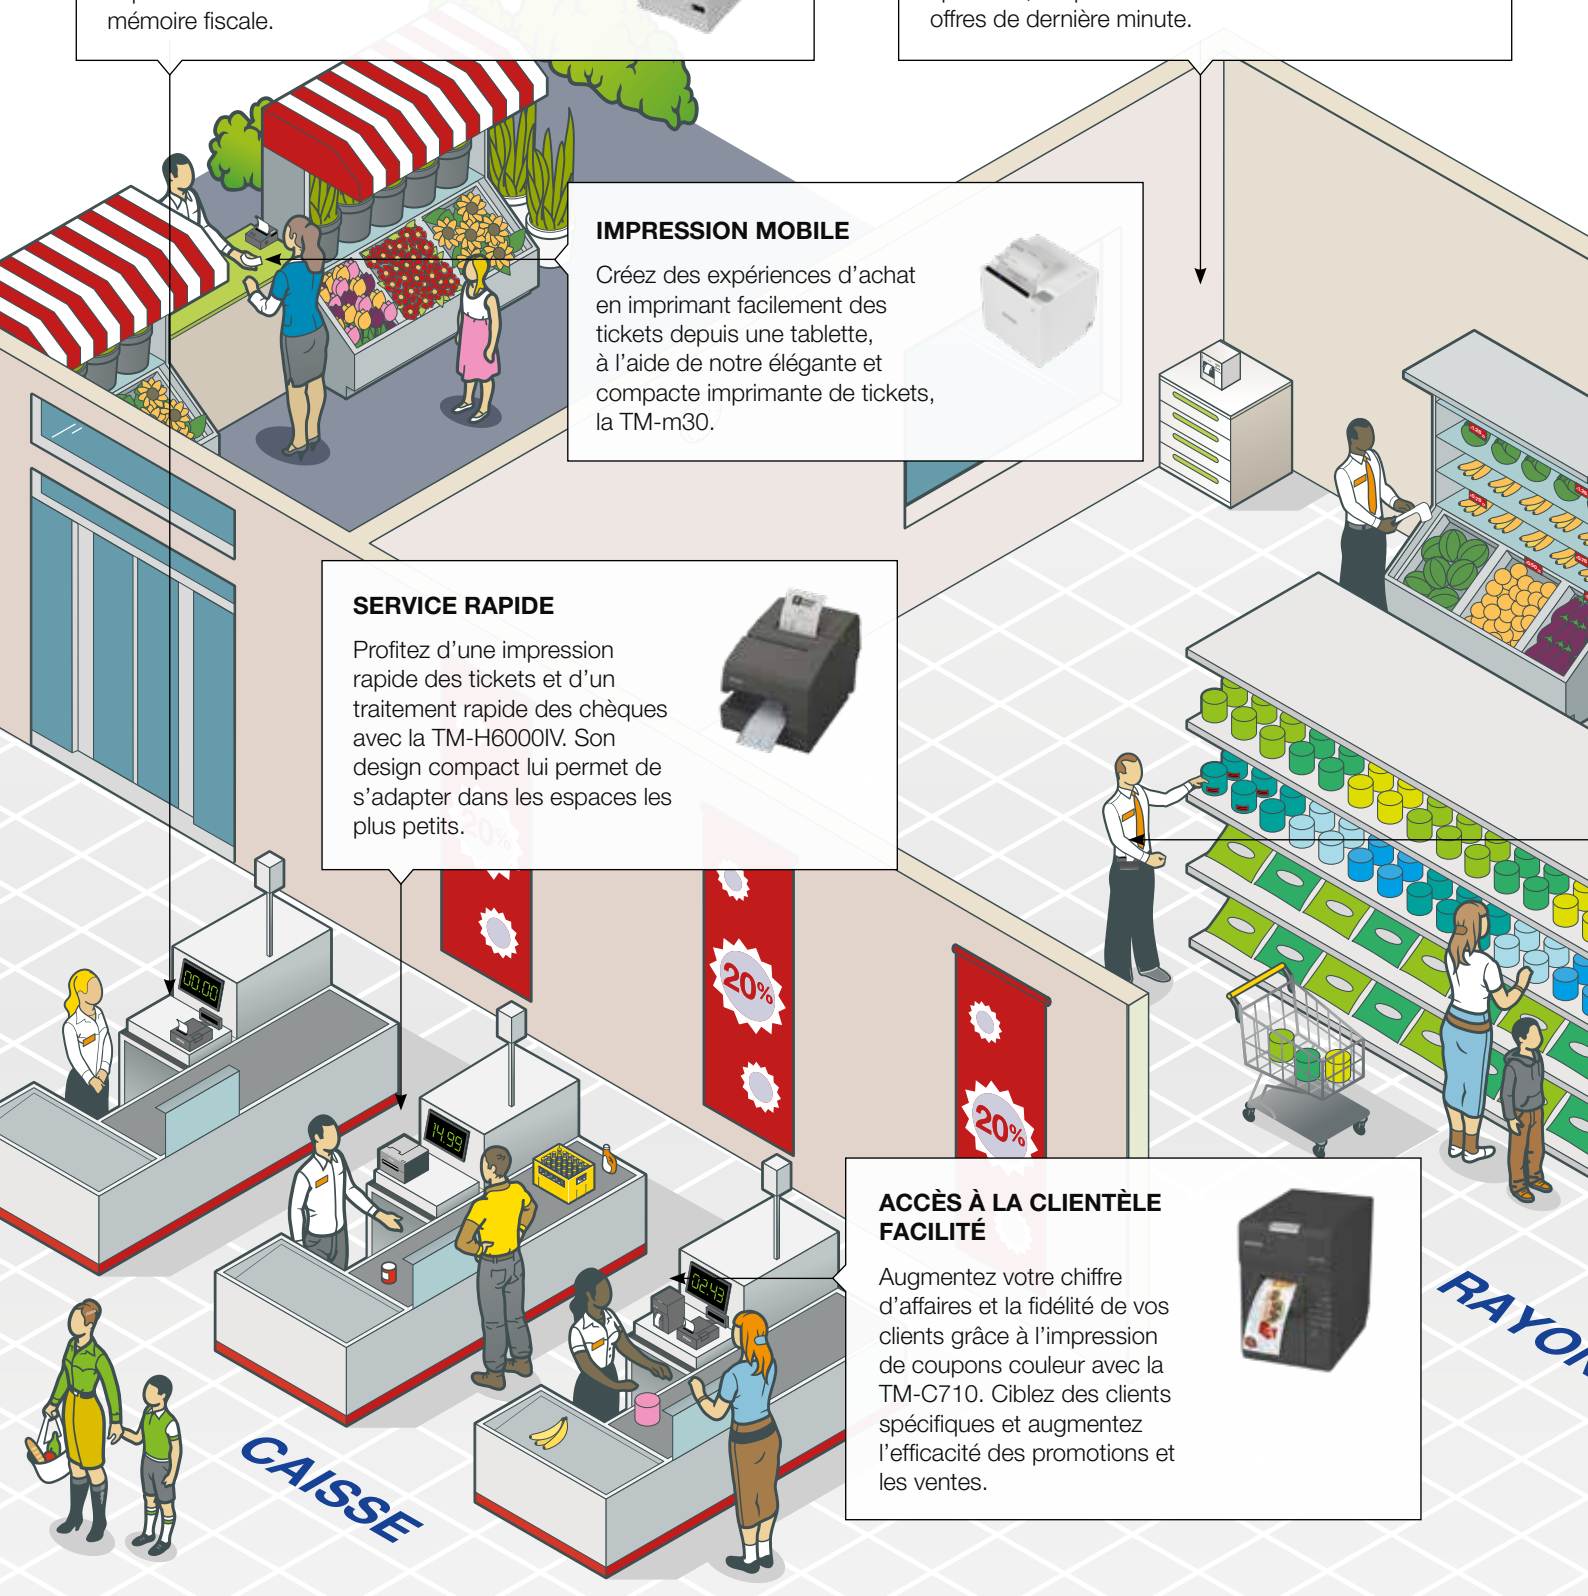 mémoire fiscale.
offres de dernière minute.
IMPRESSION MOBILE
Créez des expériences d’achat
en imprimant facilement des
tickets depuis une tablette,
à l’aide de notre élégante et
compacte imprimante de tickets,
la TM-m30.
SERVICE RAPIDE
Profitez d’une impression
rapide des tickets et d’un
traitement rapide des chèques
avec la TM-H6000IV. Son
design compact lui permet de
s’adapter dans les espaces les
plus petits.
20%
00.00
20%
14.99
20%
02:43
ACCÈS À LA CLIENTÈLE
FACILITÉ
Augmentez votre chiffre
d’affaires et la fidélité de vos
clients grâce à l’impression
de coupons couleur avec la
TM-C710. Ciblez des clients
spécifiques et augmentez
l’efficacité des promotions et
les ventes.
CAISSE
RAYON